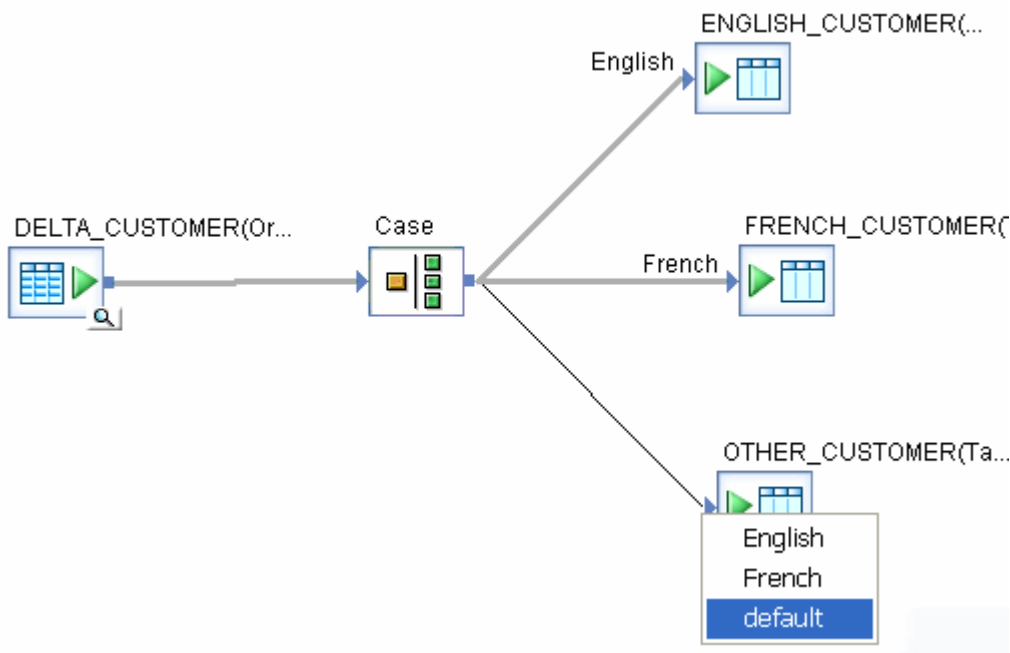 ENGLISH_CUSTOMER(...
English
DELTA_CUSTOMER(Or...
Case
FRENCH_CUSTOMER(T
French
OTHER_CUSTOMER(Ta...
English
French
default